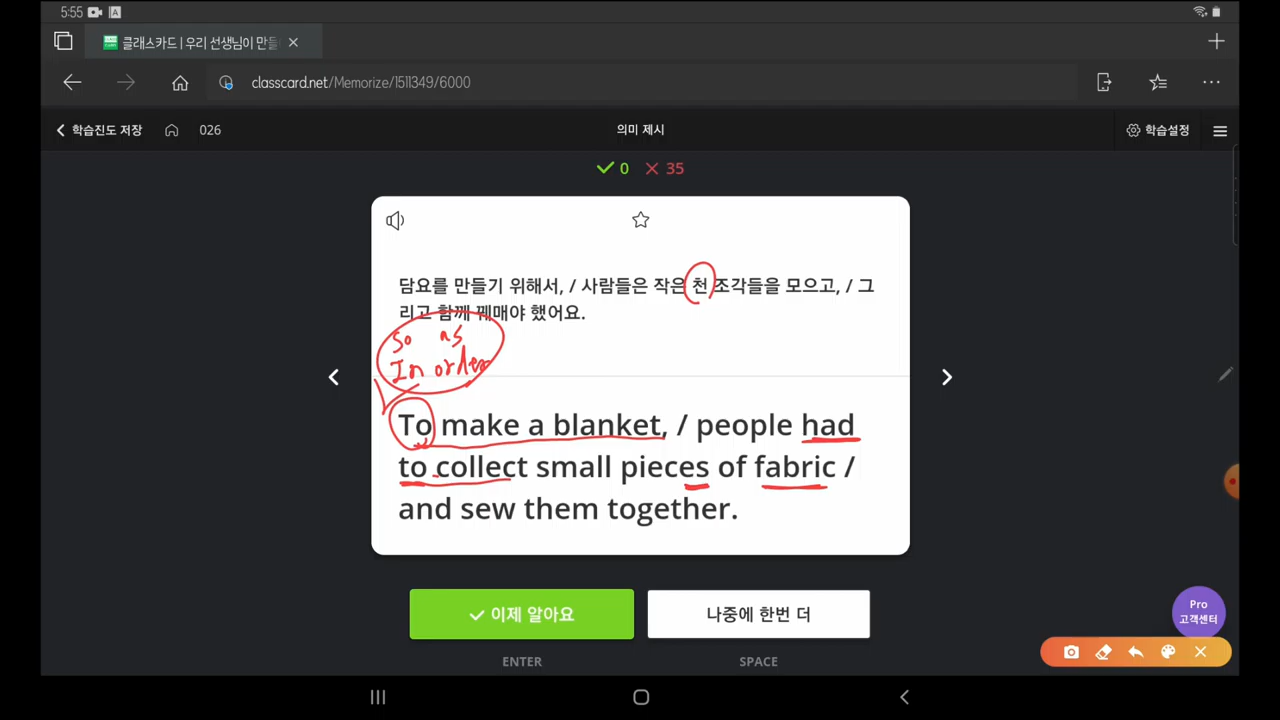 5:55
클래스카드 | 우리 선생님이 만들
classcard.net/Memorize/1511349/6000
학습진도 저장 026 의미 제시 학습설정
0 35
담요를 만들기 위해서, / 사람들은 작은 천 조각들을 모으고, / 그
리고 함께 꿰매야 했어요.
So as
In order
To make a blanket, / people had
to collect small pieces of fabric /
and sew them together.
이제 알아요 나중에 한번 더
ENTER SPACE
Pro
고객센터